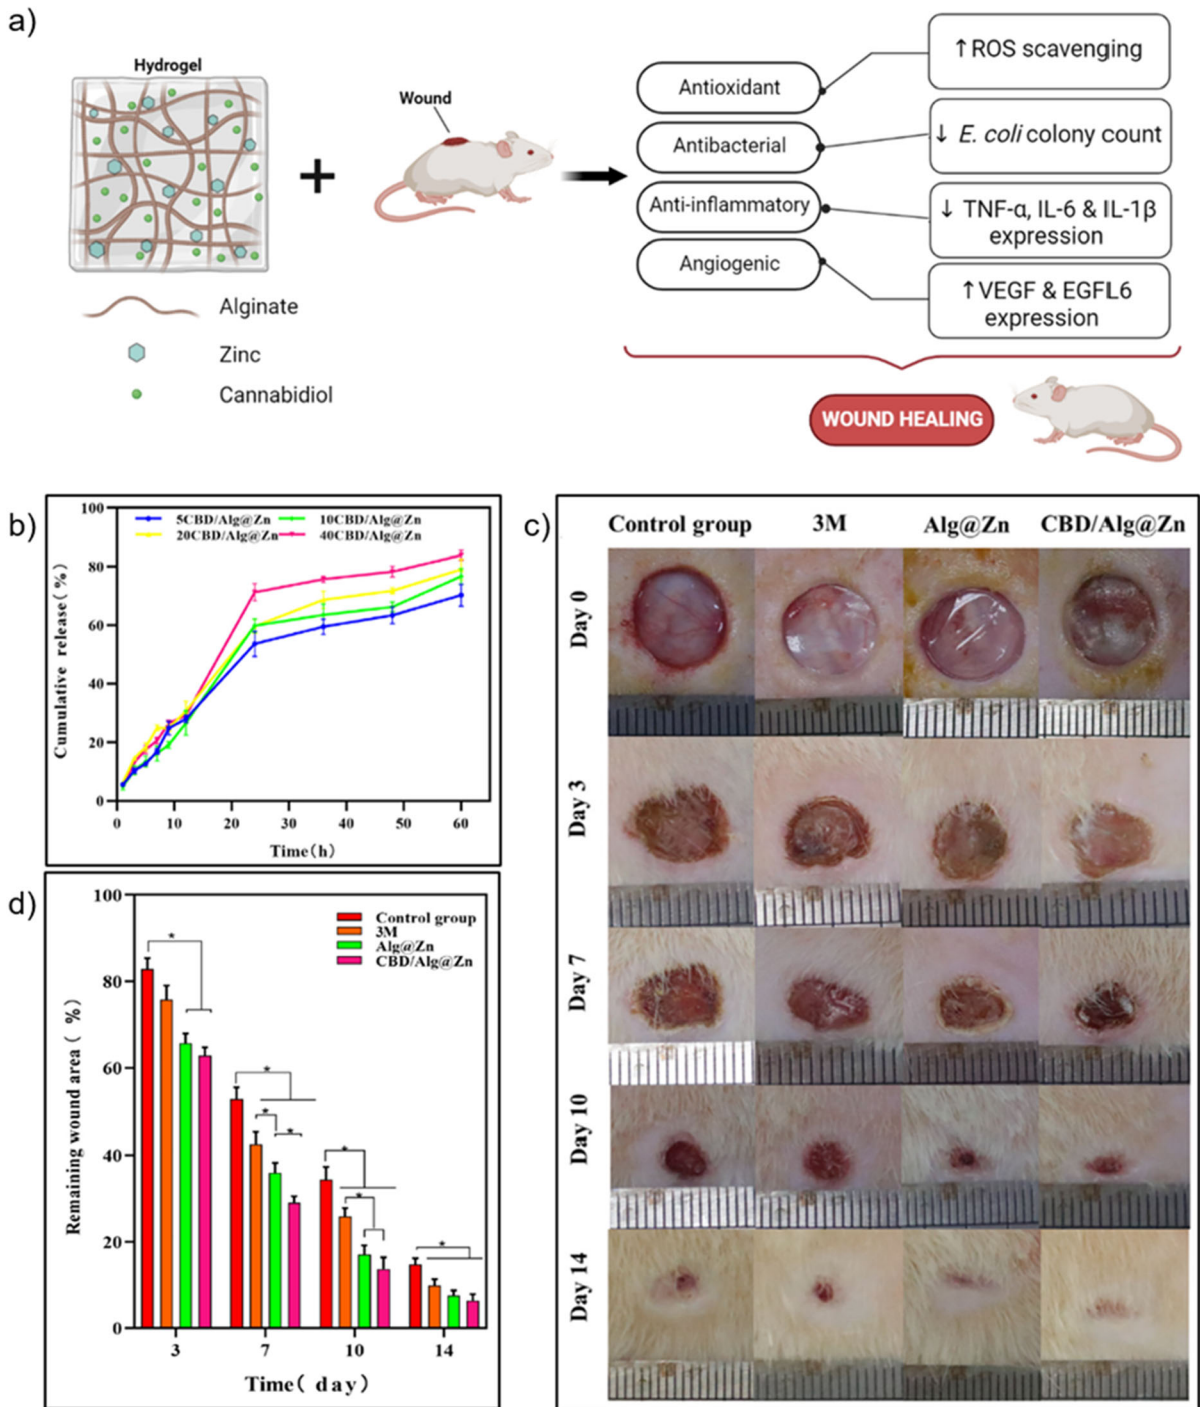 a)
Hydrogel
Wound
Alginate
Zinc
Cannabidiol
Antioxidant
Antibacterial
Anti-inflammatory
Angiogenic
↑ROS scavenging
↓ E. coli colony count
↓ TNF-α, IL-6 & IL-1β
expression
↑VEGF & EGFL6
expression
WOUND HEALING
b)
5CBD/Alg@Zn 10CBD/Alg@Zn
20CBD/Alg@Zn 40CBD/Alg@Zn
Cumulative release(%)
100
80
60
40
20
0
0 10 20 30 40 50 60
Time(h)
c)
Control group 3M Alg@Zn CBD/Alg@Zn
Day 0
Day 3
Day 7
Day 10
Day 14
d)
Control group
3M
Alg@Zn
CBD/Alg@Zn
Remaining wound area(%)
100
80
60
40
20
0
*
*
*
*
*
*
*
3 7 10 14
Time( day)